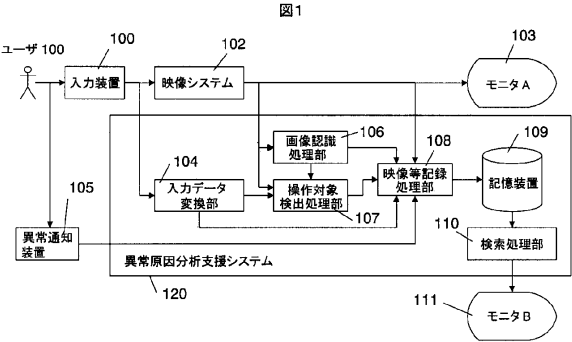 図1
ユーザ 100
100
入力装置
102
映像システム
103
モニタA
104
入力データ
変換部
106
画像認識
処理部
操作対象
検出処理部
107
108
映像等記録
処理部
109
記憶装置
105
異常通知
装置
110
検索処理部
異常原因分析支援システム
120
111
モニタB